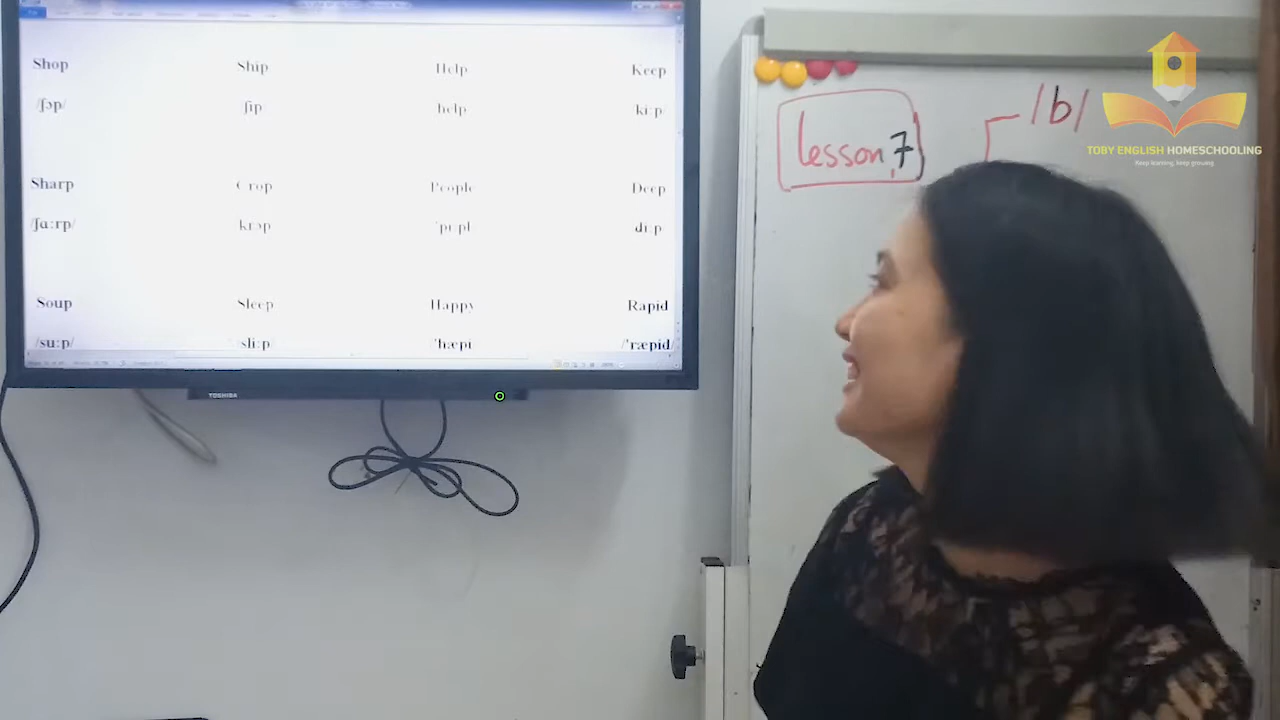 Shop Ship Help Keep
/ʃɔp/ ʃip help ki:p
Sharp Crop People Deep
/ʃɑ:rp/ krɔp 'pi:pl di:p
Soup Sleep Happy Rapid
/su:p/ sli:p 'hæpi /'ræpid/
TOSHIBA
lesson 7
/b/
TOBY ENGLISH HOMESCHOOLING
Keep learning, keep growing.